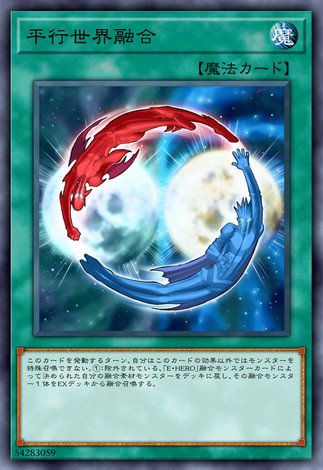 平行世界融合
魔
【魔法カード】
このカードを発動するターン、自分はこのカードの効果以外ではモンスターを
特殊召喚できない。①：除外されている、「E・HERO」融合モンスターカードによ
って決められた自分の融合素材モンスターをデッキに戻し、その融合モンスタ
ー１体をEXデッキから融合召喚する。
54283059